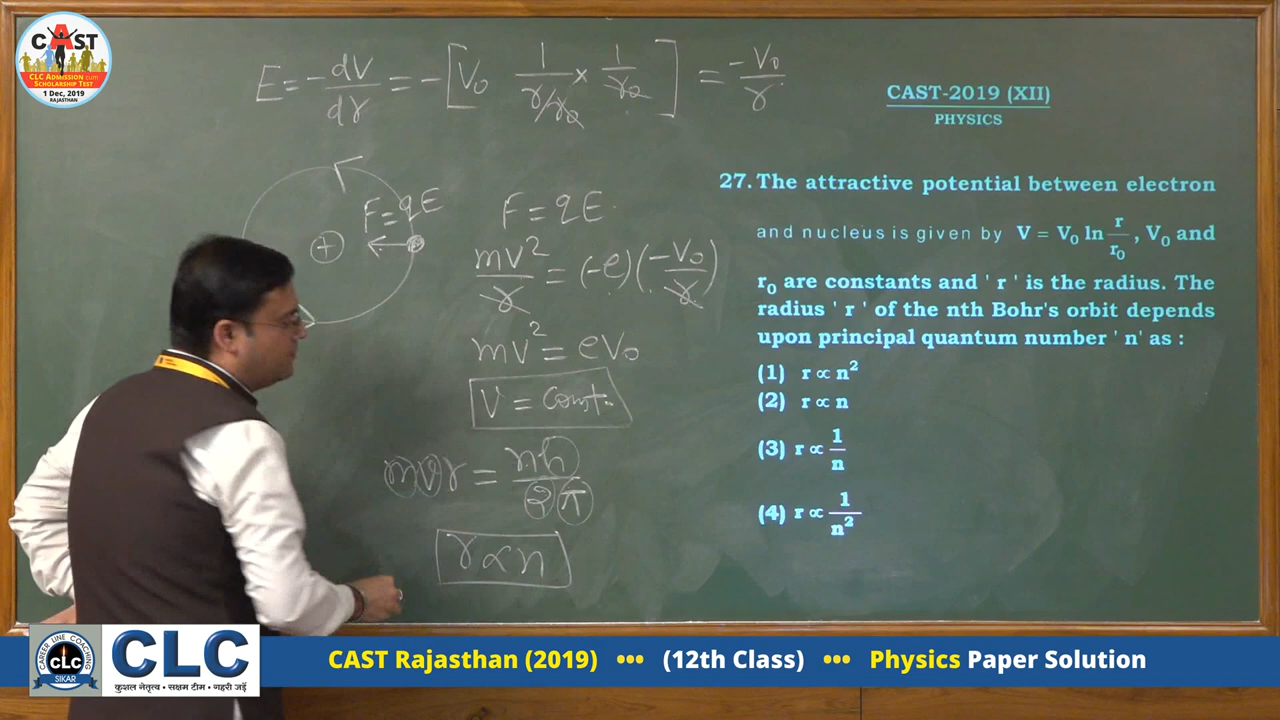 CAST
CLC ADMISSION CUM
SCHOLARSHIP TEST
1 Dec, 2019
RAJASTHAN
E = -dV/dr = -[V₀ 1/(r/r₀) × 1/r₀] = -V₀/r
CAST-2019 (XII)
PHYSICS
27. The attractive potential between electron
and nucleus is given by V = V₀ ln r/r₀, V₀ and
r₀ are constants and ' r ' is the radius. The
radius ' r ' of the nth Bohr's orbit depends
upon principal quantum number ' n' as :
(1) r ∝ n²
(2) r ∝ n
(3) r ∝ 1/n
(4) r ∝ 1/n²
F = qE
+
F = qE
mv²/r = (-e)(-V₀/r)
mv² = eV₀
V = const.
mvr = nh/2π
r ∝ n
CAREER LINE COACHING
CLC
SIKAR
CLC
कुशल नेतृत्व • सक्षम टीम • गहरी जड़ें
CAST Rajasthan (2019) ••• (12th Class) ••• Physics Paper Solution